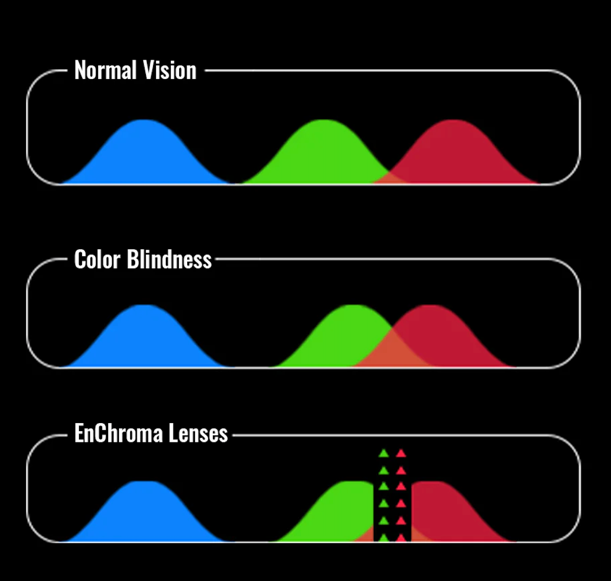 Normal Vision
Color Blindness
EnChroma Lenses